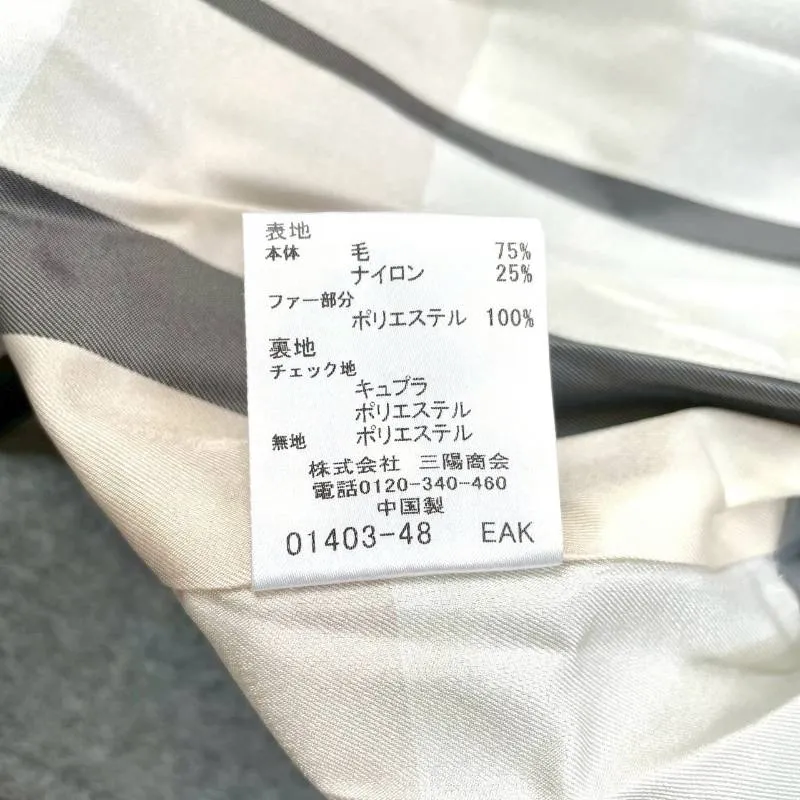 表地
本体 毛 75%
ナイロン 25%
ファー部分
ポリエステル 100%
裏地
チェック地
キュプラ
ポリエステル
無地 ポリエステル
株式会社 三陽商会
電話0120-340-460
中国製
01403-48 EAK